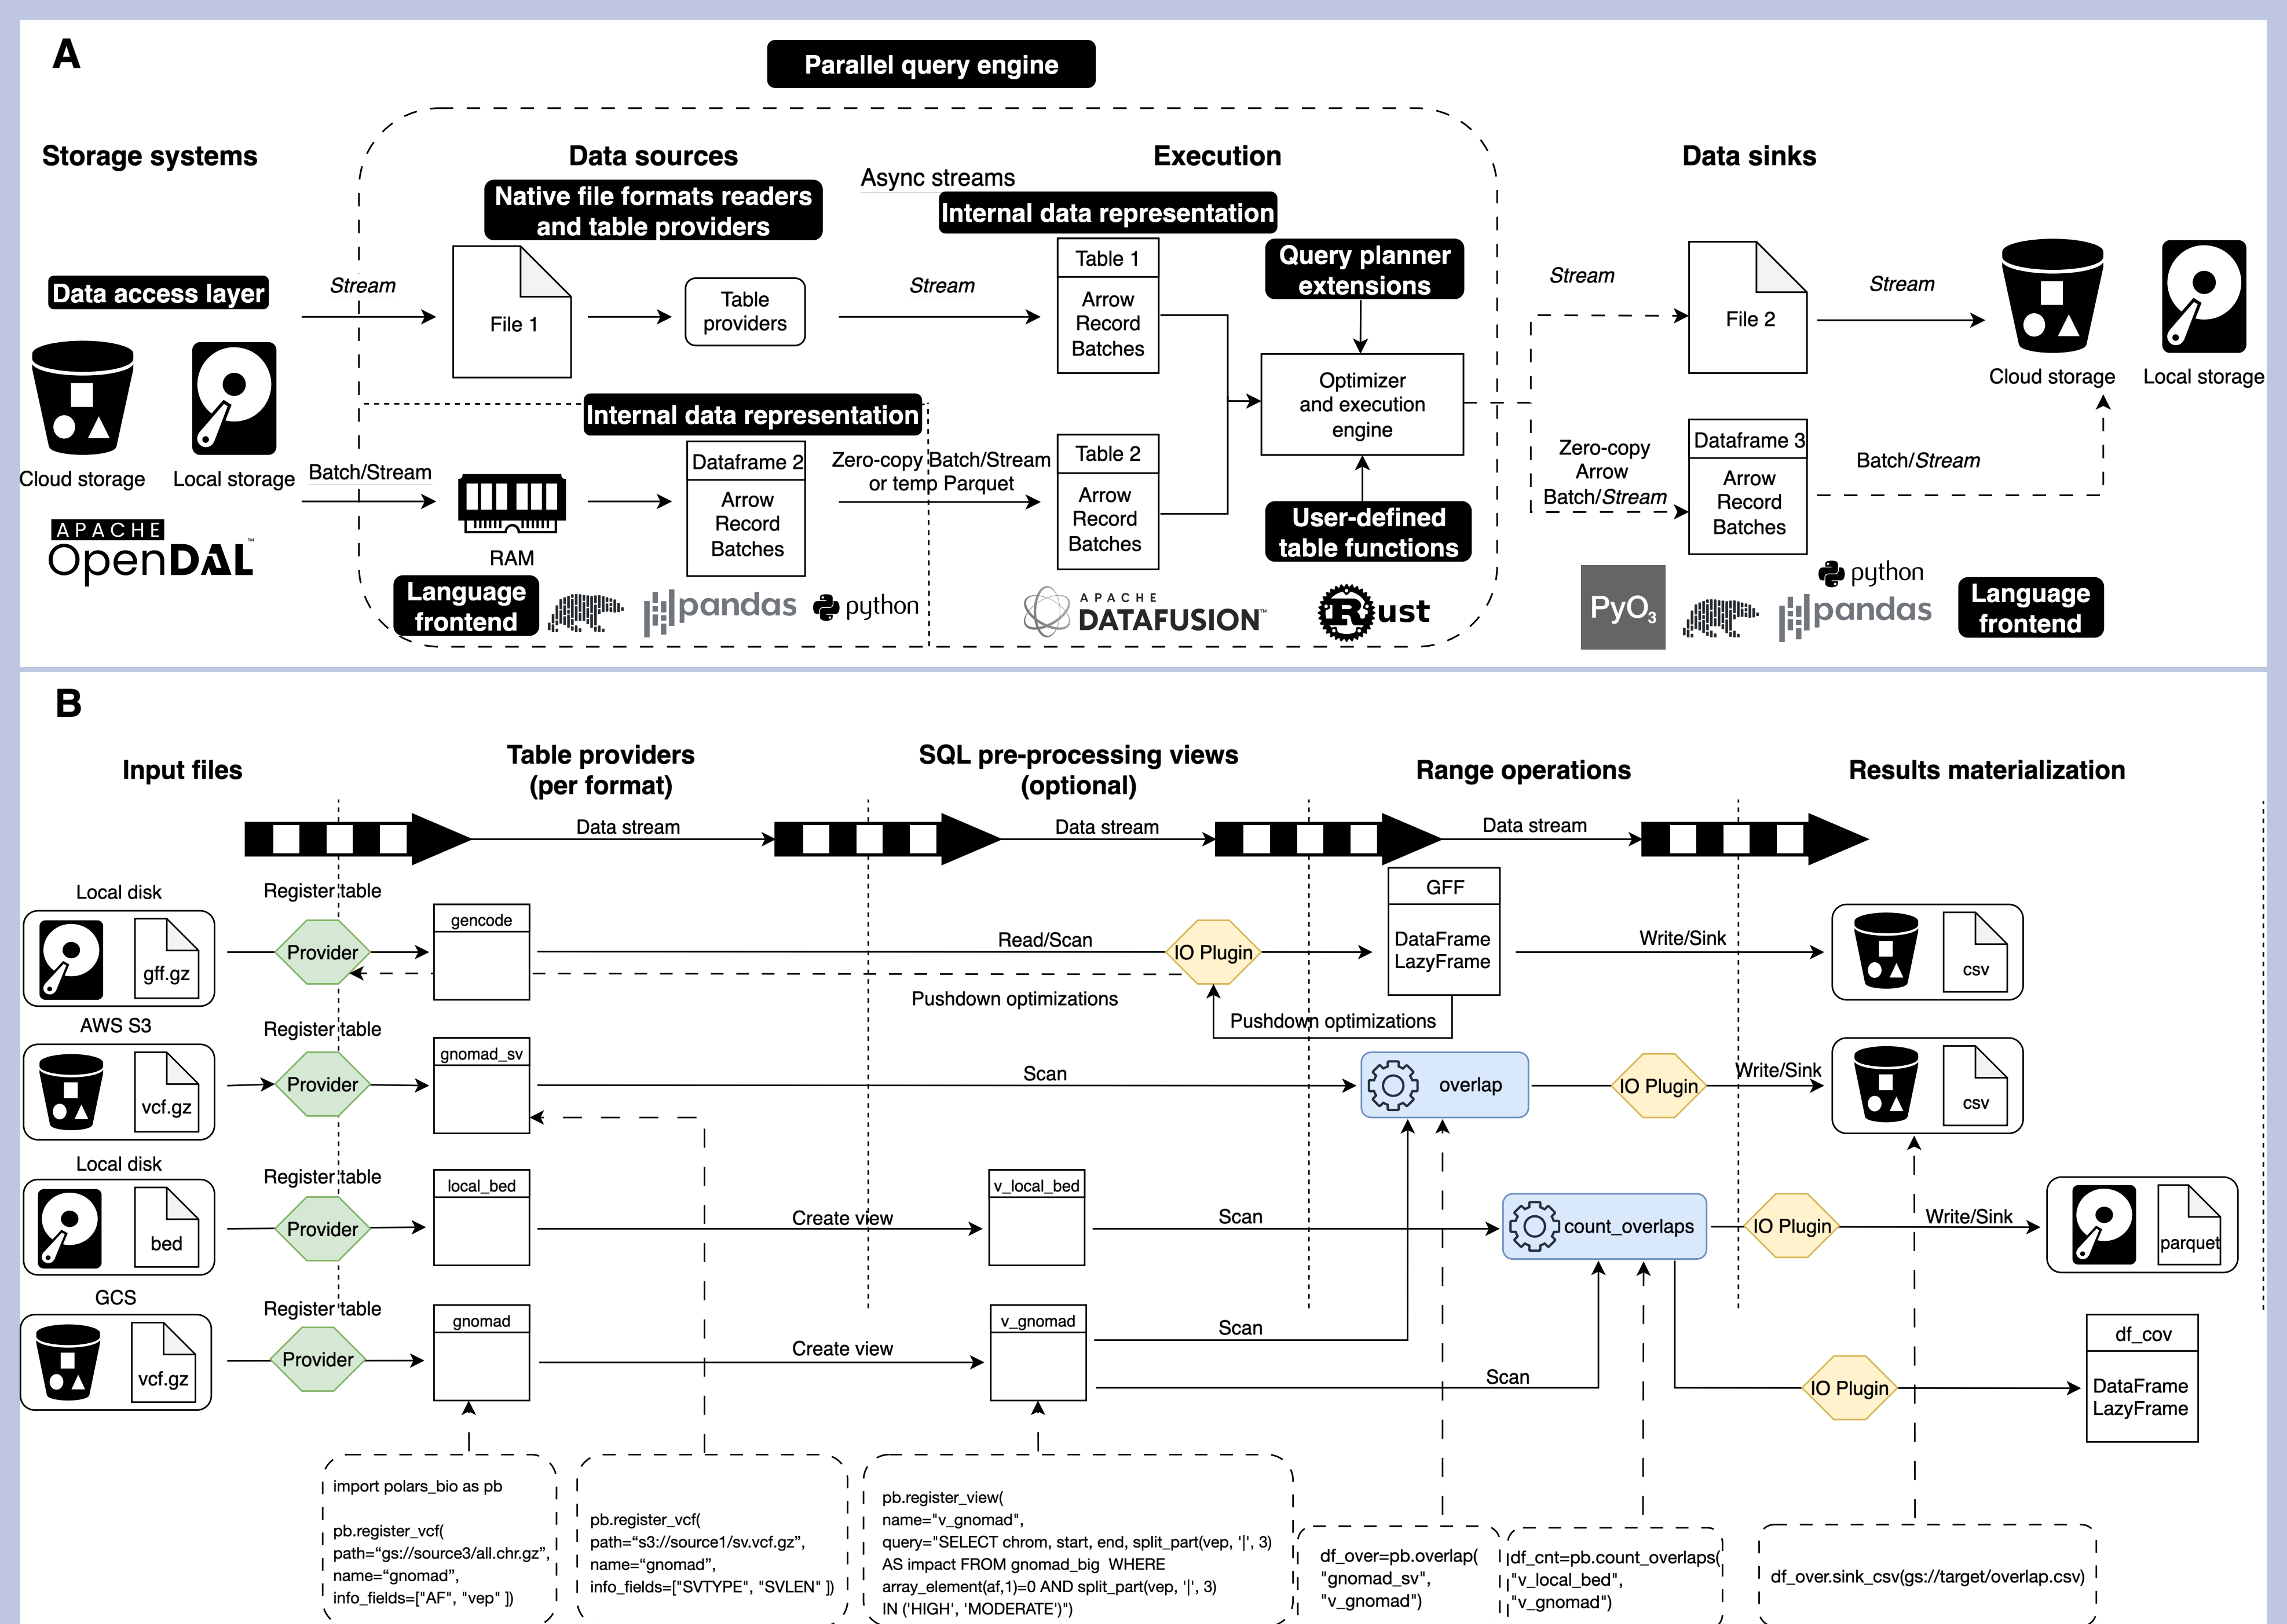 A
Parallel query engine
Storage systems
Data sources
Execution
Data sinks
Async streams
Native file formats readers
and table providers
Internal data representation
Data access layer
Stream
File 1
Table
providers
Stream
Table 1
Arrow
Record
Batches
Query planner
extensions
Stream
File 2
Stream
Cloud storage
Local storage
Optimizer
and execution
engine
Cloud storage
Local storage
Batch/Stream
RAM
Internal data representation
Dataframe 2
Arrow
Record
Batches
Zero-copy Batch/Stream
or temp Parquet
Table 2
Arrow
Record
Batches
User-defined
table functions
Zero-copy
Arrow
Batch/Stream
Dataframe 3
Arrow
Record
Batches
Batch/Stream
APACHE
OpenDAL™
Language
frontend
pandas
python
APACHE
DATAFUSION™
Rust
PyO3
python
pandas
Language
frontend
B
Input files
Table providers
(per format)
SQL pre-processing views
(optional)
Range operations
Results materialization
Data stream
Data stream
Data stream
Local disk
gff.gz
Register table
Provider
gencode
Read/Scan
IO Plugin
GFF
DataFrame
LazyFrame
Write/Sink
csv
Pushdown optimizations
Pushdown optimizations
AWS S3
vcf.gz
Register table
Provider
gnomad_sv
Scan
overlap
IO Plugin
Write/Sink
csv
Local disk
bed
Register table
Provider
local_bed
Create view
v_local_bed
Scan
count_overlaps
IO Plugin
Write/Sink
parquet
GCS
vcf.gz
Register table
Provider
gnomad
Create view
v_gnomad
Scan
Scan
IO Plugin
df_cov
DataFrame
LazyFrame
import polars_bio as pb
pb.register_vcf(
path=“gs://source3/all.chr.gz”,
name=“gnomad”,
info_fields=["AF", "vep" ])
pb.register_vcf(
path=“s3://source1/sv.vcf.gz”,
name=“gnomad”,
info_fields=["SVTYPE", "SVLEN" ])
pb.register_view(
name="v_gnomad",
query="SELECT chrom, start, end, split_part(vep, '|', 3)
AS impact FROM gnomad_big  WHERE
array_element(af,1)=0 AND split_part(vep, '|', 3)
IN ('HIGH', 'MODERATE')")
df_over=pb.overlap(
"gnomad_sv",
"v_gnomad")
df_cnt=pb.count_overlaps(
"v_local_bed",
"v_gnomad")
df_over.sink_csv(gs://target/overlap.csv)